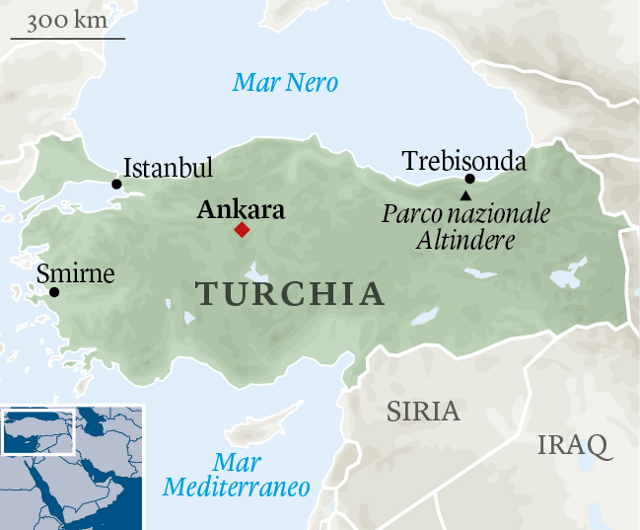 300 km
Mar Nero
Istanbul
Trebisonda
Ankara
Parco nazionale
Altindere
Smirne
TURCHIA
SIRIA
IRAQ
Mar
Mediterraneo